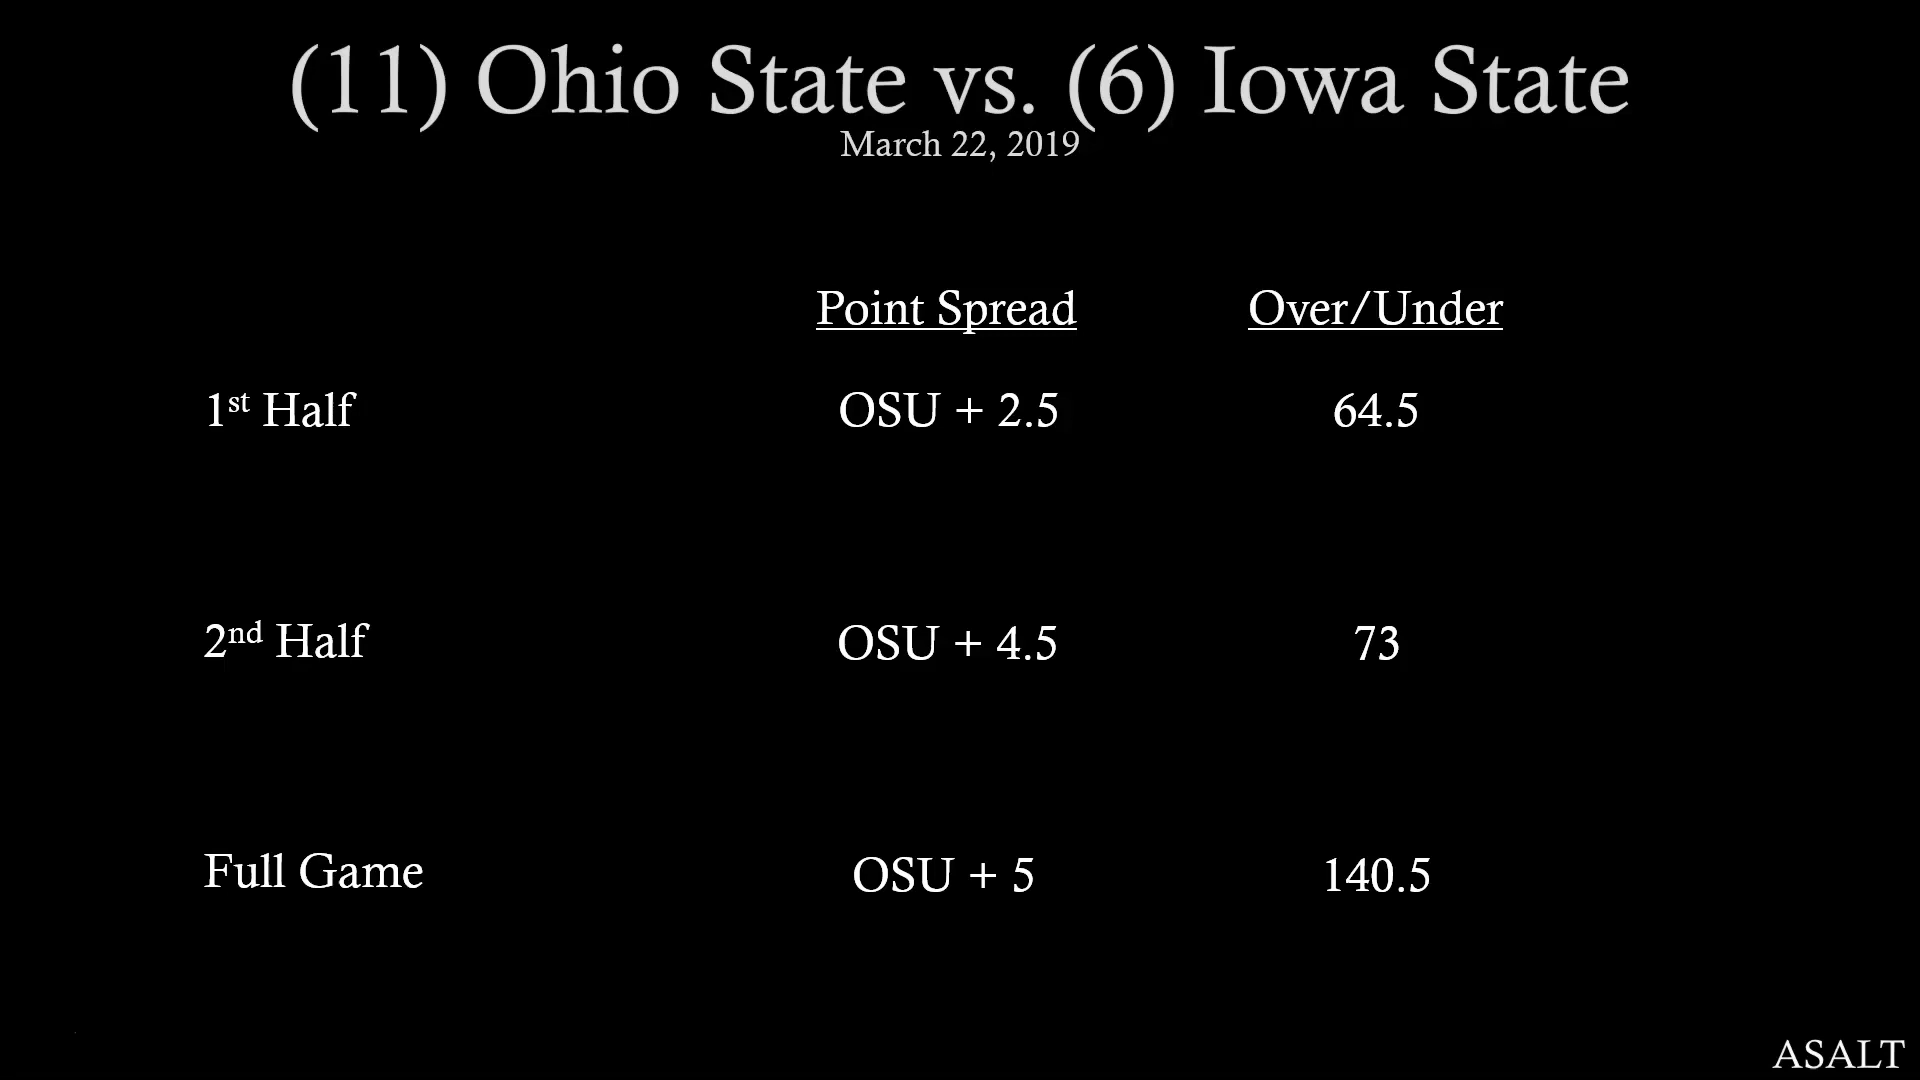 (11) Ohio State vs. (6) Iowa State
March 22, 2019
Point Spread Over/Under
1st Half OSU + 2.5 64.5
2nd Half OSU + 4.5 73
Full Game OSU + 5 140.5
ASALT